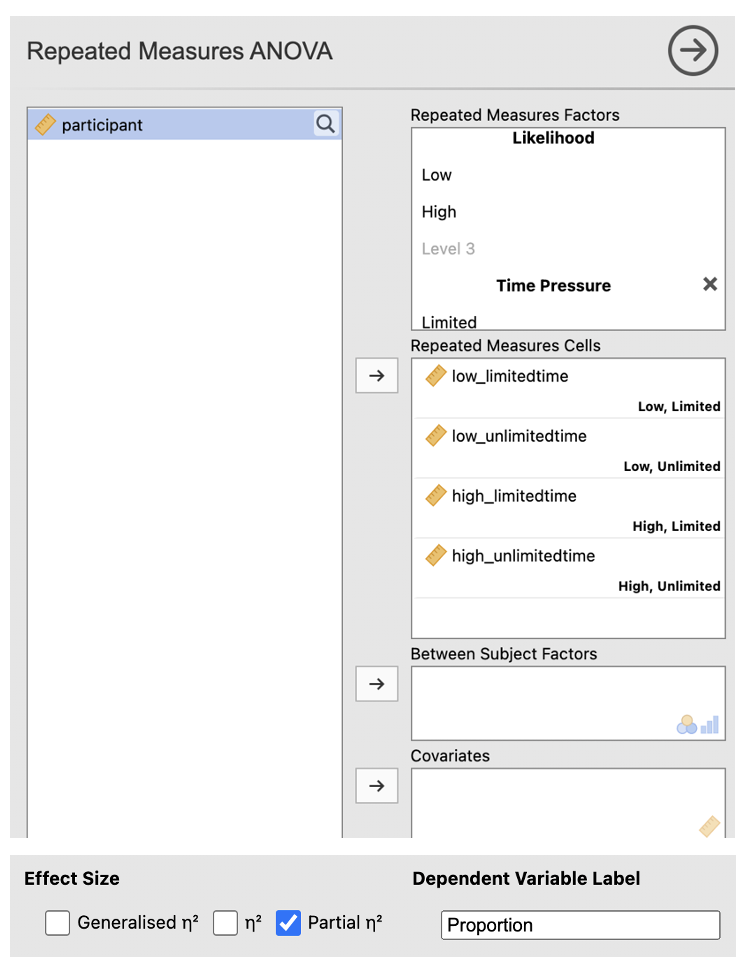 Repeated Measures ANOVA
participant
Repeated Measures Factors
Likelihood
Low
High
Level 3
Time Pressure
Limited
Repeated Measures Cells
low_limitedtime
Low, Limited
low_unlimitedtime
Low, Unlimited
high_limitedtime
High, Limited
high_unlimitedtime
High, Unlimited
Between Subject Factors
Covariates
Effect Size
Generalised η² η² Partial η²
Dependent Variable Label
Proportion